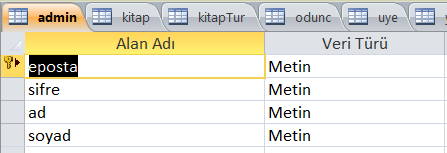 admin kitap kitapTur odunc uye
Alan Adı Veri Türü
eposta Metin
sifre Metin
ad Metin
soyad Metin